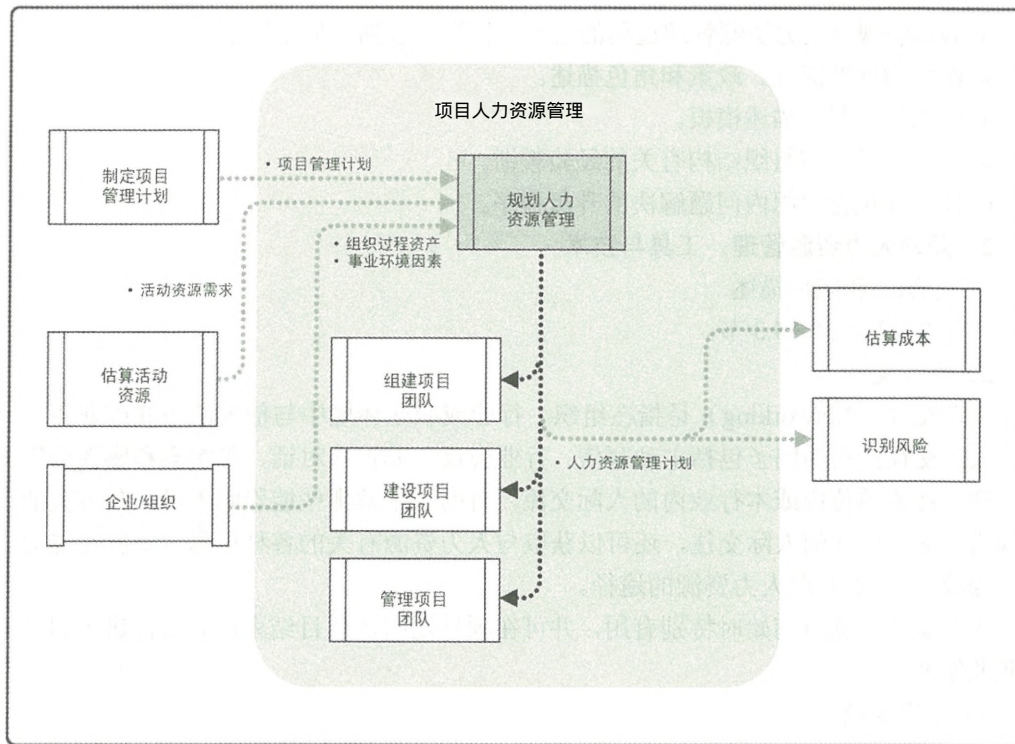 项目人力资源管理
制定项目
管理计划
• 项目管理计划
规划人力
资源管理
• 组织过程资产
• 事业环境因素
• 活动资源需求
估算活动
资源
估算成本
组建项目
团队
识别风险
• 人力资源管理计划
企业/组织
建设项目
团队
管理项目
团队